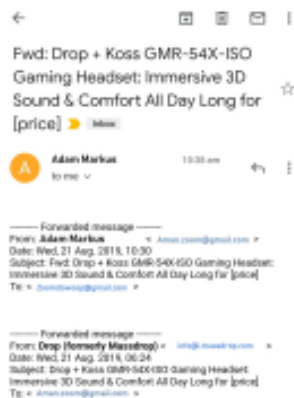 Fwd: Drop + Koss GMR-54X-ISO
Gaming Headset: Immersive 3D
Sound & Comfort All Day Long for
[price] Inbox
A
Adam Markus
10:38 am
to me
---------- Forwarded message ----------
From: Adam Markus
Date: Wed, 21 Aug, 2019, 10:30
Subject: Fwd: Drop + Koss GMR-54X-ISO Gaming Headset:
Immersive 3D Sound & Comfort All Day Long for [price]
To:
---------- Forwarded message ----------
From: Drop (formerly Massdrop)
Date: Wed, 21 Aug, 2019, 06:24
Subject: Drop + Koss GMR-54X-ISO Gaming Headset:
Immersive 3D Sound & Comfort All Day Long for [price]
To: